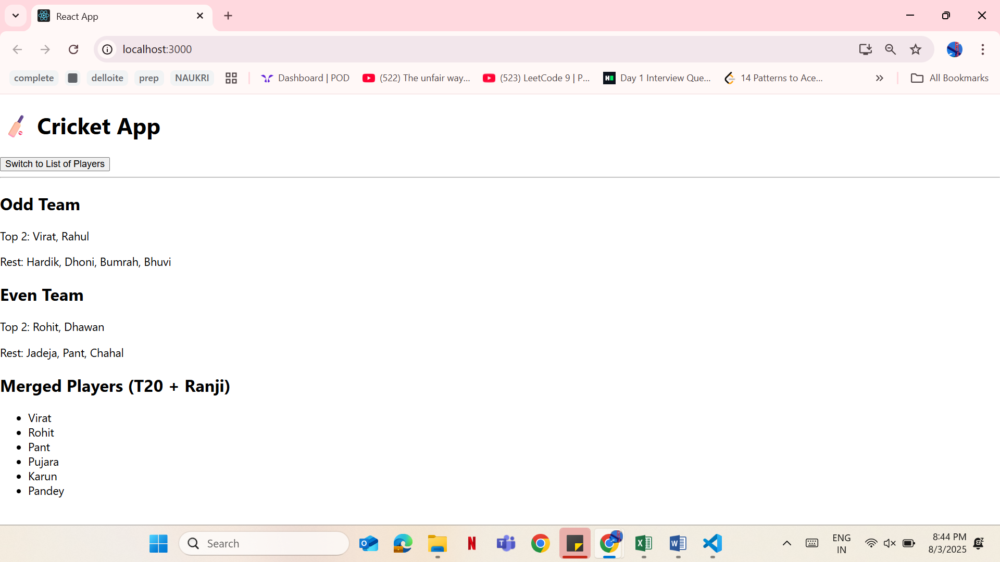 React App
localhost:3000
complete delloite prep NAUKRI Dashboard | POD (522) The unfair way... (523) LeetCode 9 | P... Day 1 Interview Que... 14 Patterns to Ace... All Bookmarks
Cricket App
Switch to List of Players
Odd Team
Top 2: Virat, Rahul
Rest: Hardik, Dhoni, Bumrah, Bhuvi
Even Team
Top 2: Rohit, Dhawan
Rest: Jadeja, Pant, Chahal
Merged Players (T20 + Ranji)
Virat
Rohit
Pant
Pujara
Karun
Pandey
Search
ENG
IN
8:44 PM
8/3/2025